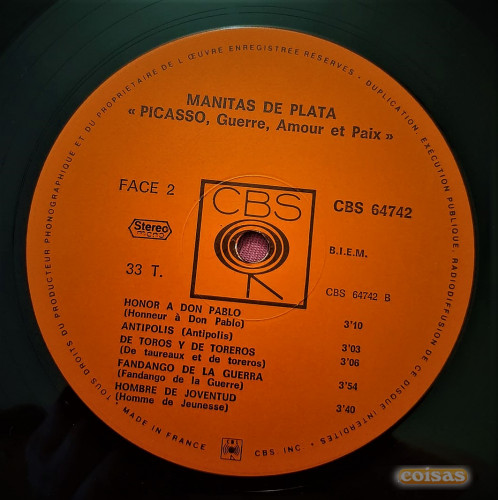 TOUS DROITS DU PRODUCTEUR PHONOGRAPHIQUE ET DU PROPRIETAIRE DE L'ŒUVRE ENREGISTREE RESERVES - DUPLICATION, EXECUTION PUBLIQUE, RADIODIFFUSION DE CE DISQUE INTERDITES
MANITAS DE PLATA
« PICASSO, Guerre, Amour et Paix »
FACE 2
CBS
CBS 64742
Stereo
mono
B.I.E.M.
33 T.
CBS 64742 B
HONOR A DON PABLO
(Honneur à Don Pablo) 3'10
ANTIPOLIS (Antipolis) 3'03
DE TOROS Y DE TOREROS
(De taureaux et de toreros) 3'06
FANDANGO DE LA GUERRA
(Fandango de la Guerra) 3'54
HOMBRE DE JOVENTUD
(Homme de Jeunesse) 3'40
• MADE IN FRANCE
CBS, INC. •
coisas